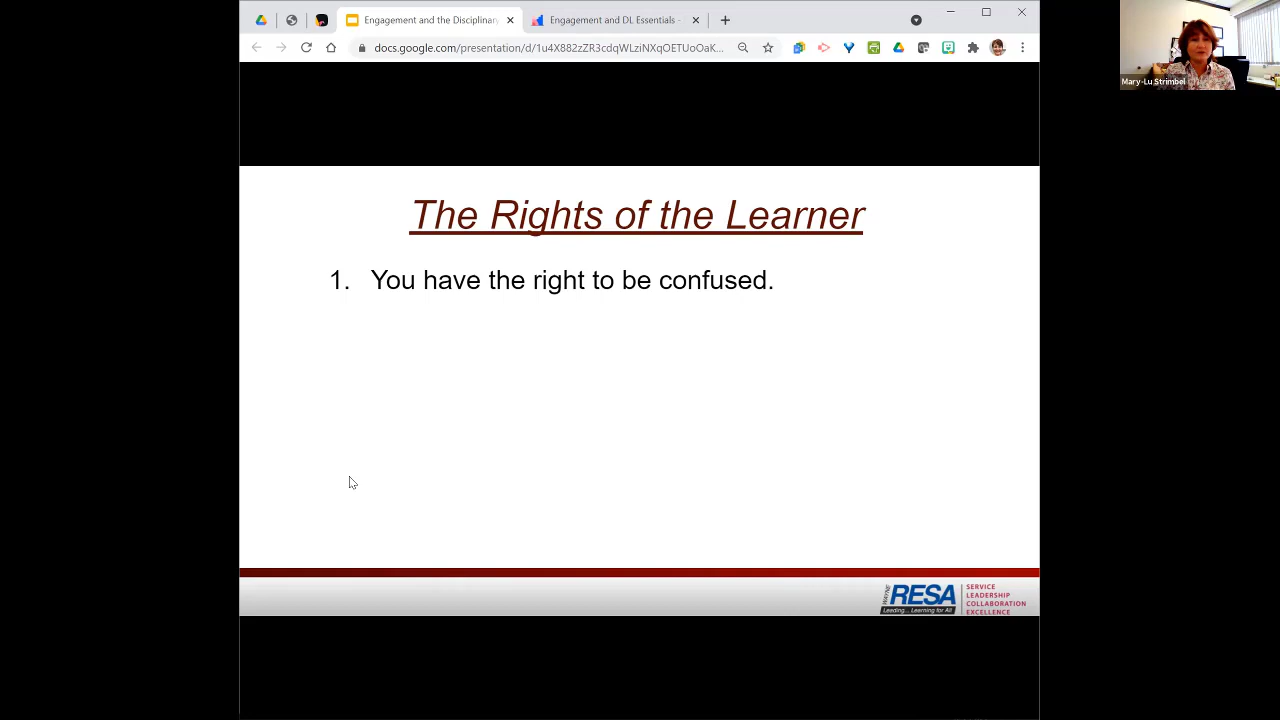 Engagement and the Disciplinary
Engagement and DL Essentials -
docs.google.com/presentation/d/1u4X882zZR3cdqWLziNXqOETUoOaK...
Mary-Lu Strimbel
The Rights of the Learner
1. You have the right to be confused.
WAYNE
RESA
Leading... Learning for All
SERVICE
LEADERSHIP
COLLABORATION
EXCELLENCE